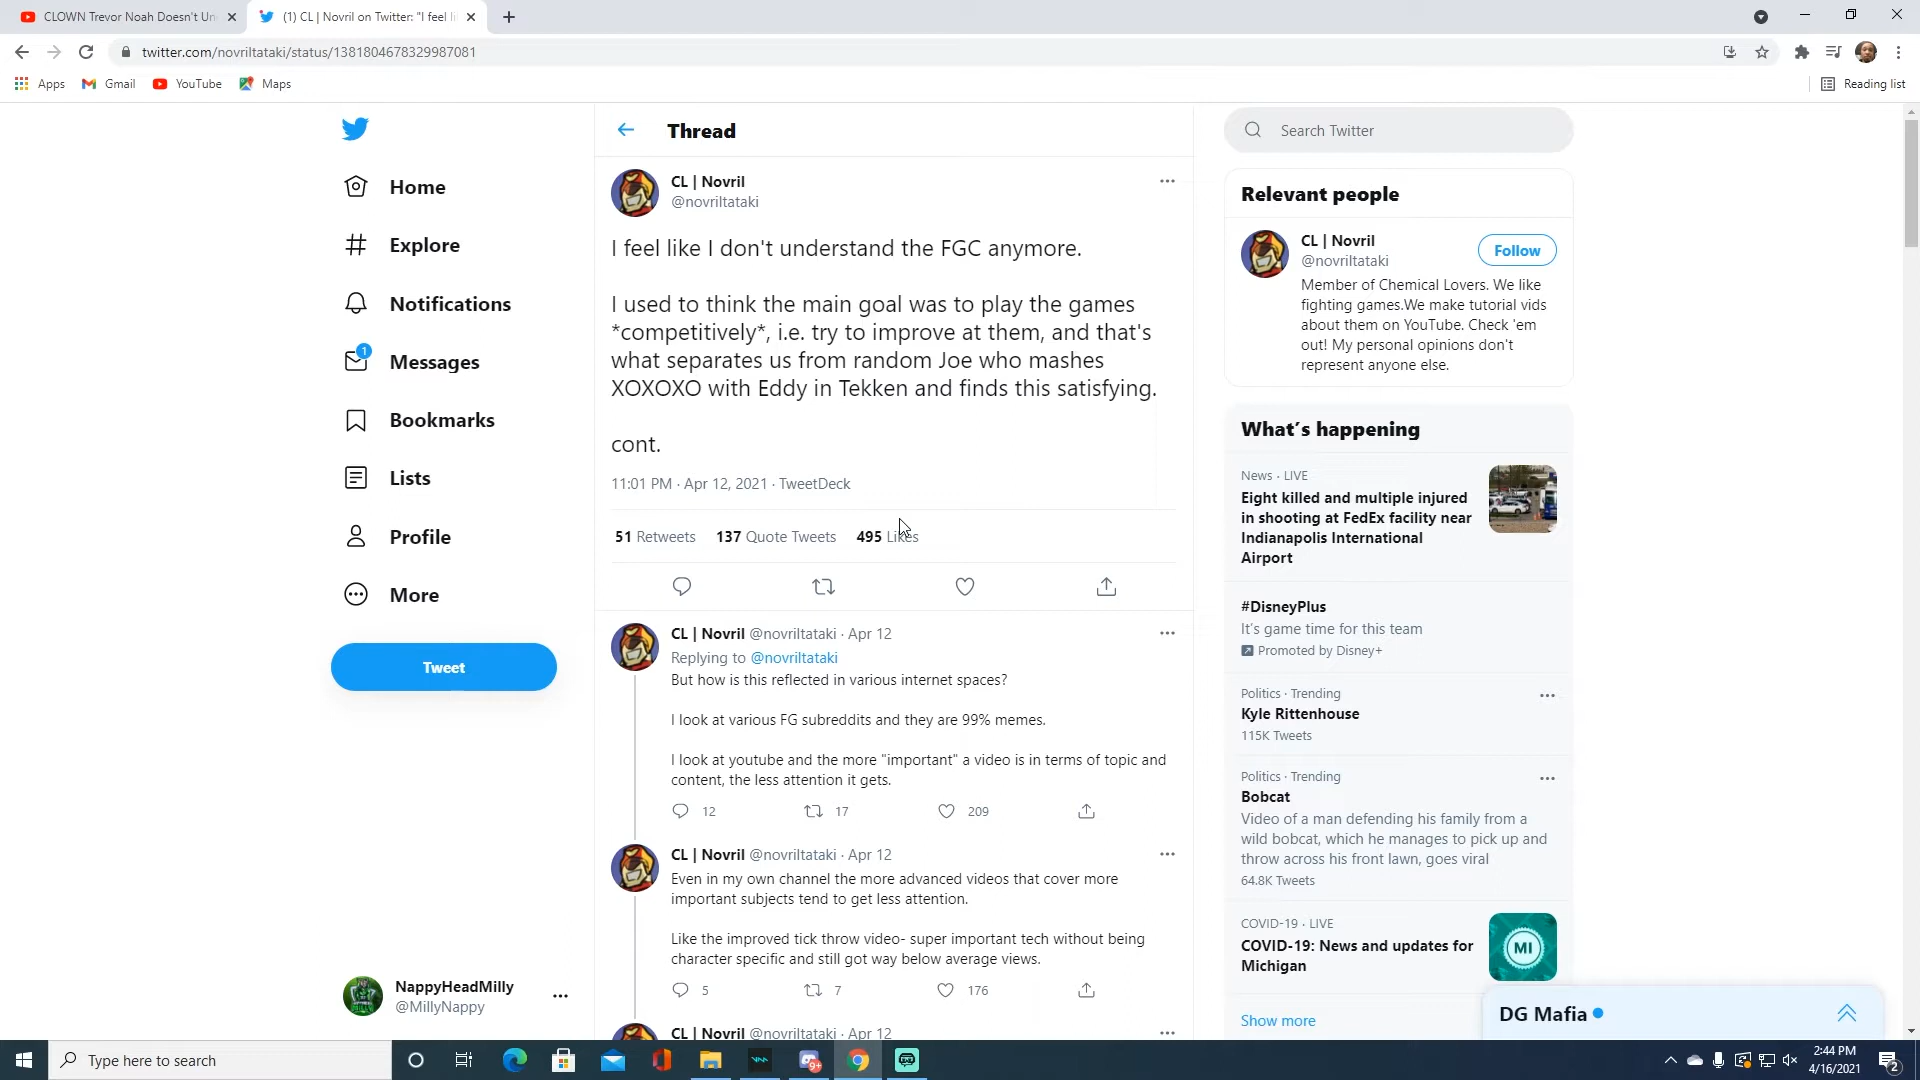 CLOWN Trevor Noah Doesn't Un
(1) CL | Novril on Twitter: "I feel li
twitter.com/novriltataki/status/1381804678329987081
Apps
Gmail
YouTube
Maps
Reading list
Home
Explore
Notifications
1
Messages
Bookmarks
Lists
Profile
More
Tweet
NappyHeadMilly
@MillyNappy
Thread
CL | Novril
@novriltataki
I feel like I don't understand the FGC anymore.
I used to think the main goal was to play the games
*competitively*, i.e. try to improve at them, and that's
what separates us from random Joe who mashes
XOXOXO with Eddy in Tekken and finds this satisfying.
cont.
11:01 PM · Apr 12, 2021 · TweetDeck
51 Retweets 137 Quote Tweets 495 Likes
CL | Novril @novriltataki · Apr 12
Replying to @novriltataki
But how is this reflected in various internet spaces?
I look at various FG subreddits and they are 99% memes.
I look at youtube and the more "important" a video is in terms of topic and
content, the less attention it gets.
12 17 209
CL | Novril @novriltataki · Apr 12
Even in my own channel the more advanced videos that cover more
important subjects tend to get less attention.
Like the improved tick throw video- super important tech without being
character specific and still got way below average views.
5 7 176
CL | Novril @novriltataki · Apr 12
Search Twitter
Relevant people
CL | Novril
@novriltataki
Follow
Member of Chemical Lovers. We like
fighting games.We make tutorial vids
about them on YouTube. Check 'em
out! My personal opinions don't
represent anyone else.
What's happening
News · LIVE
Eight killed and multiple injured
in shooting at FedEx facility near
Indianapolis International
Airport
#DisneyPlus
It's game time for this team
Promoted by Disney+
Politics · Trending
Kyle Rittenhouse
115K Tweets
Politics · Trending
Bobcat
Video of a man defending his family from a
wild bobcat, which he manages to pick up and
throw across his front lawn, goes viral
64.8K Tweets
COVID-19 · LIVE
COVID-19: News and updates for
Michigan
MI
Show more
DG Mafia
Type here to search
9+
2:44 PM
4/16/2021
2